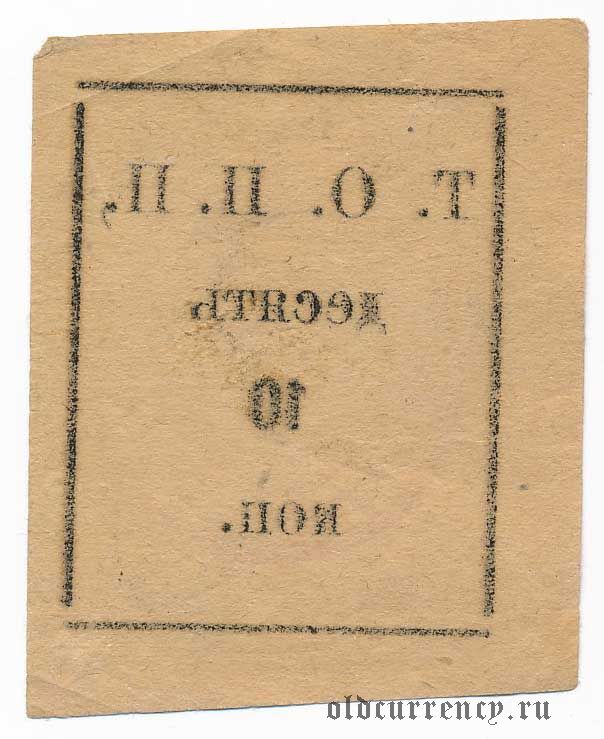 Т. О. П. П,
десять
10
коп.
oldcurrency.ru